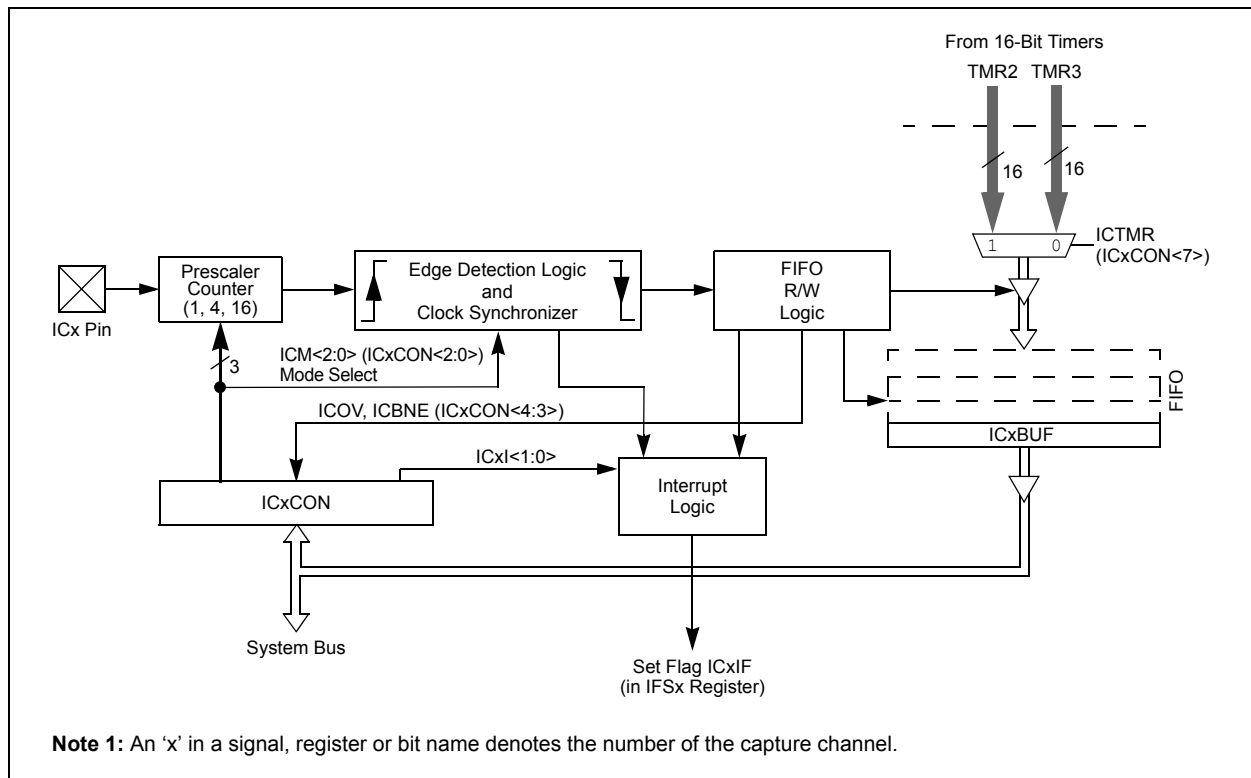 From 16-Bit Timers
TMR2 TMR3
16 16
1 0
ICTMR
(ICxCON<7>)
Prescaler
Counter
(1, 4, 16)
Edge Detection Logic
and
Clock Synchronizer
FIFO
R/W
Logic
ICx Pin
3
ICM<2:0> (ICxCON<2:0>)
Mode Select
FIFO
ICOV, ICBNE (ICxCON<4:3>)
ICxBUF
ICxI<1:0>
ICxCON
Interrupt
Logic
System Bus
Set Flag ICxIF
(in IFSx Register)
Note 1: An ‘x’ in a signal, register or bit name denotes the number of the capture channel.